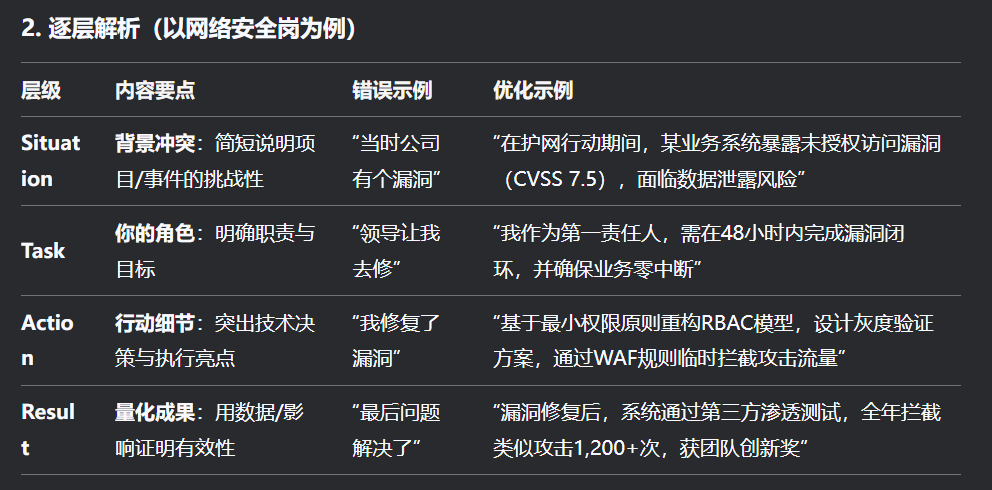 2. 逐层解析（以网络安全岗为例）
层级 内容要点 错误示例 优化示例
Situat 背景冲突：简短说明项 “当时公司 “在护网行动期间，某业务系统暴露未授权访问漏洞
ion 目/事件的挑战性 有个漏洞” （CVSS 7.5），面临数据泄露风险”
Task 你的角色：明确职责与 “领导让我 “我作为第一责任人，需在48小时内完成漏洞闭
目标 去修” 环，并确保业务零中断”
Actio 行动细节：突出技术决 “我修复了 “基于最小权限原则重构RBAC模型，设计灰度验证
n 策与执行亮点 漏洞” 方案，通过WAF规则临时拦截攻击流量”
Resul 量化成果：用数据/影 “最后问题 “漏洞修复后，系统通过第三方渗透测试，全年拦截
t 响证明有效性 解决了” 类似攻击1,200+次，获团队创新奖”